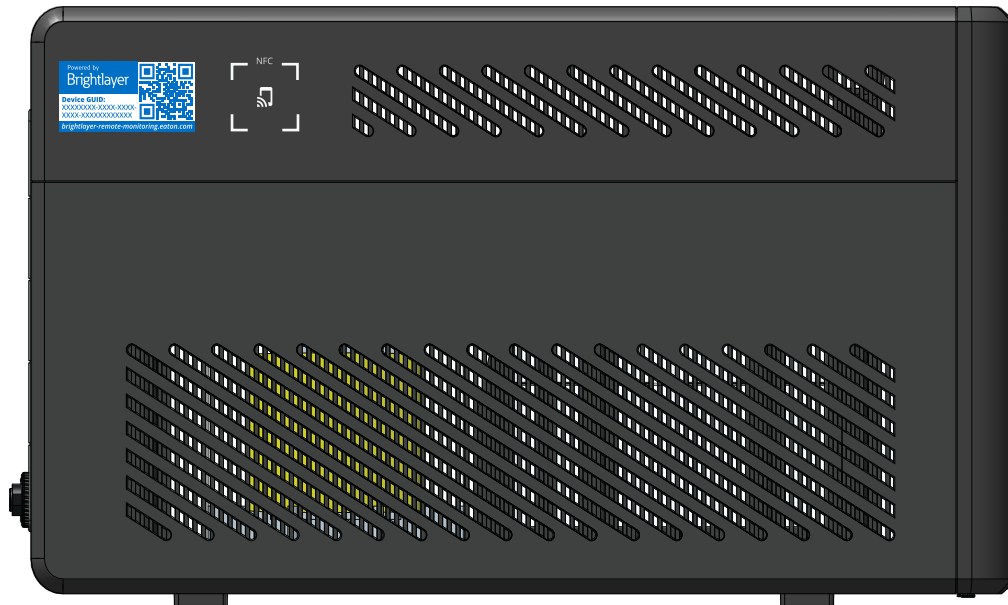 Powered by
Brightlayer
Device GUID:
XXXXXXXX-XXXX-XXXX-
XXXX-XXXXXXXXXXXX
brightlayer-remote-monitoring.eaton.com
NFC